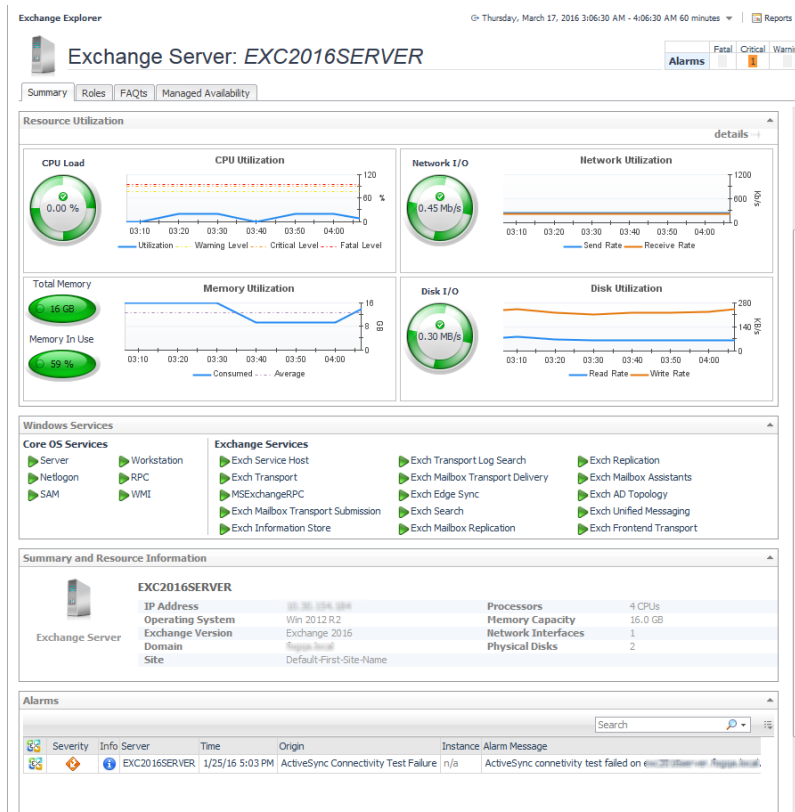 Exchange Explorer
Thursday, March 17, 2016 3:06:30 AM - 4:06:30 AM 60 minutes
Reports
Exchange Server: EXC2016SERVER
Fatal Critical Warnin
Alarms 1
Summary Roles FAQts Managed Availability
Resource Utilization
details
CPU Load
0.00 %
CPU Utilization
120
60
0
%
03:10 03:20 03:30 03:40 03:50 04:00
Utilization Warning Level Critical Level Fatal Level
Network I/O
0.45 Mb/s
Network Utilization
1200
600
0
Kb/s
03:10 03:20 03:30 03:40 03:50 04:00
Send Rate Receive Rate
Total Memory
16 GB
Memory In Use
59 %
Memory Utilization
16
8
0
GB
03:10 03:20 03:30 03:40 03:50 04:00
Consumed Average
Disk I/O
0.30 MB/s
Disk Utilization
280
140
0
KB/s
03:10 03:20 03:30 03:40 03:50 04:00
Read Rate Write Rate
Windows Services
Core OS Services
Server Workstation
Netlogon RPC
SAM WMI
Exchange Services
Exch Service Host Exch Transport Log Search Exch Replication
Exch Transport Exch Mailbox Transport Delivery Exch Mailbox Assistants
MSExchangeRPC Exch Edge Sync Exch AD Topology
Exch Mailbox Transport Submission Exch Search Exch Unified Messaging
Exch Information Store Exch Mailbox Replication Exch Frontend Transport
Summary and Resource Information
Exchange Server
EXC2016SERVER
IP Address Processors 4 CPUs
Operating System Win 2012 R2 Memory Capacity 16.0 GB
Exchange Version Exchange 2016 Network Interfaces 1
Domain Physical Disks 2
Site Default-First-Site-Name
Alarms
Search
Severity Info Server Time Origin Instance Alarm Message
EXC2016SERVER 1/25/16 5:03 PM ActiveSync Connectivity Test Failure n/a ActiveSync connetivity test failed on